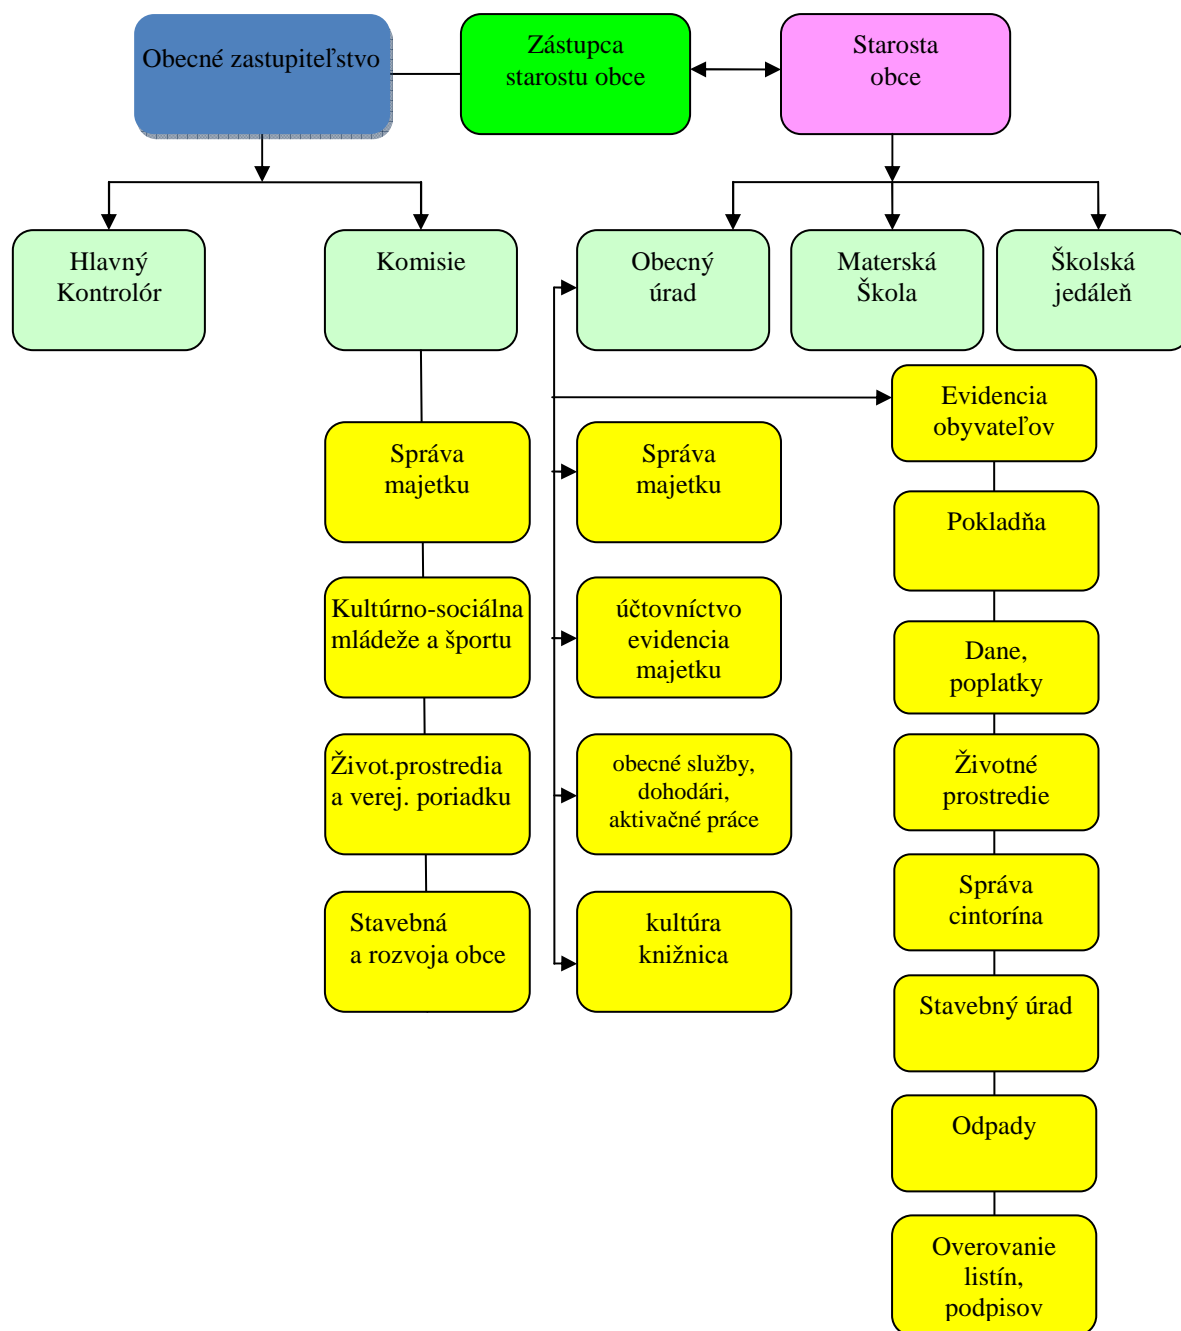 Obecné zastupiteľstvo
Zástupca
starostu obce
Starosta
obce
Hlavný
Kontrolór
Komisie
Obecný
úrad
Materská
Škola
Školská
jedáleň
Správa
majetku
Kultúrno-sociálna
mládeže a športu
Život.prostredia
a verej. poriadku
Stavebná
a rozvoja obce
Správa
majetku
účtovníctvo
evidencia
majetku
obecné služby,
dohodári,
aktivačné práce
kultúra
knižnica
Evidencia
obyvateľov
Pokladňa
Dane,
poplatky
Životné
prostredie
Správa
cintorína
Stavebný úrad
Odpady
Overovanie
listín,
podpisov